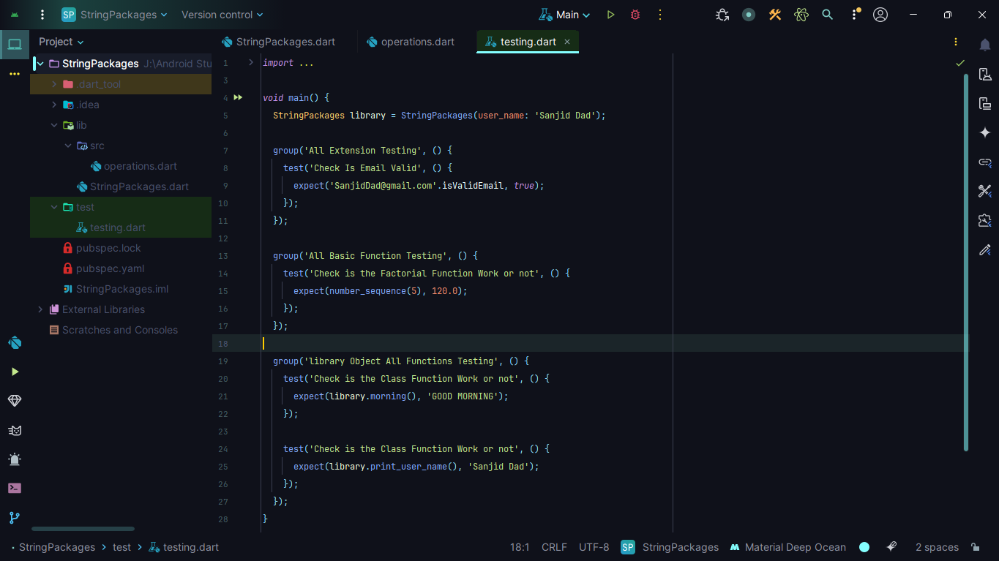 SP StringPackages Version control Main
Project
StringPackages.dart operations.dart testing.dart
StringPackages J:\Android Stu
.dart_tool
.idea
lib
src
operations.dart
StringPackages.dart
test
testing.dart
pubspec.lock
pubspec.yaml
StringPackages.iml
External Libraries
Scratches and Consoles
1 import ...
3
4 void main() {
5 StringPackages library = StringPackages(user_name: 'Sanjid Dad');
6
7 group('All Extension Testing', () {
8 test('Check Is Email Valid', () {
9 expect('SanjidDad@gmail.com'.isValidEmail, true);
10 });
11 });
12
13 group('All Basic Function Testing', () {
14 test('Check is the Factorial Function Work or not', () {
15 expect(number_sequence(5), 120.0);
16 });
17 });
18
19 group('library Object All Functions Testing', () {
20 test('Check is the Class Function Work or not', () {
21 expect(library.morning(), 'GOOD MORNING');
22 });
23
24 test('Check is the Class Function Work or not', () {
25 expect(library.print_user_name(), 'Sanjid Dad');
26 });
27 });
28 }
StringPackages > test > testing.dart 18:1 CRLF UTF-8 SP StringPackages Material Deep Ocean 2 spaces